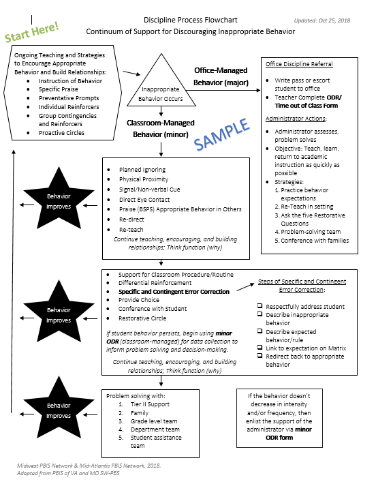 Start Here!
Discipline Process Flowchart
Updated: Oct 25, 2018
Continuum of Support for Discouraging Inappropriate Behavior
Ongoing Teaching and Strategies
to Encourage Appropriate
Behavior and Build Relationships:
• Instruction of Behavior
• Specific Praise
• Preventative Prompts
• Individual Reinforcers
• Group Contingencies
and Reinforcers
• Proactive Circles
Inappropriate
Behavior Occurs
Office-Managed
Behavior (major)
Classroom-Managed
Behavior (minor)
SAMPLE
Office Discipline Referral
• Write pass or escort
student to office
• Teacher Complete ODR/
Time out of Class Form
Administrator Actions:
• Administrator assesses,
problem solves
• Objective: Teach, learn,
return to academic
instruction as quickly as
possible
• Strategies:
1. Practice behavior
expectations
2. Re-Teach in setting
3. Ask the five Restorative
Questions
4. Problem-solving team
5. Conference with families
Behavior
Improves
• Planned Ignoring
• Physical Proximity
• Signal/Non-verbal Cue
• Direct Eye Contact
• Praise (BSPS) Appropriate Behavior in Others
• Re-direct
• Re-teach
Continue teaching, encouraging, and building
relationships; Think function (why)
Behavior
Improves
• Support for Classroom Procedure/Routine
• Differential Reinforcement
• Specific and Contingent Error Correction
• Provide Choice
• Conference with Student
• Restorative Circle
If student behavior persists, begin using minor
ODR (classroom-managed) for data collection to
inform problem solving and decision-making.
Continue teaching, encouraging, and building
relationships; Think function (why)
Steps of Specific and Contingent
Error Correction:
❑ Respectfully address student
❑ Describe inappropriate
behavior
❑ Describe expected
behavior/rule
❑ Link to expectation on Matrix
❑ Redirect back to appropriate
behavior
Behavior
Improves
Problem solving with:
1. Tier II Support
2. Family
3. Grade level team
4. Department team
5. Student assistance
team
If the behavior doesn't
decrease in intensity
and/or frequency, then
enlist the support of the
administrator via minor
ODR form
Midwest PBIS Network & Mid-Atlantic PBIS Network, 2018.
Adapted from PBIS of VA and MO SW-PBS